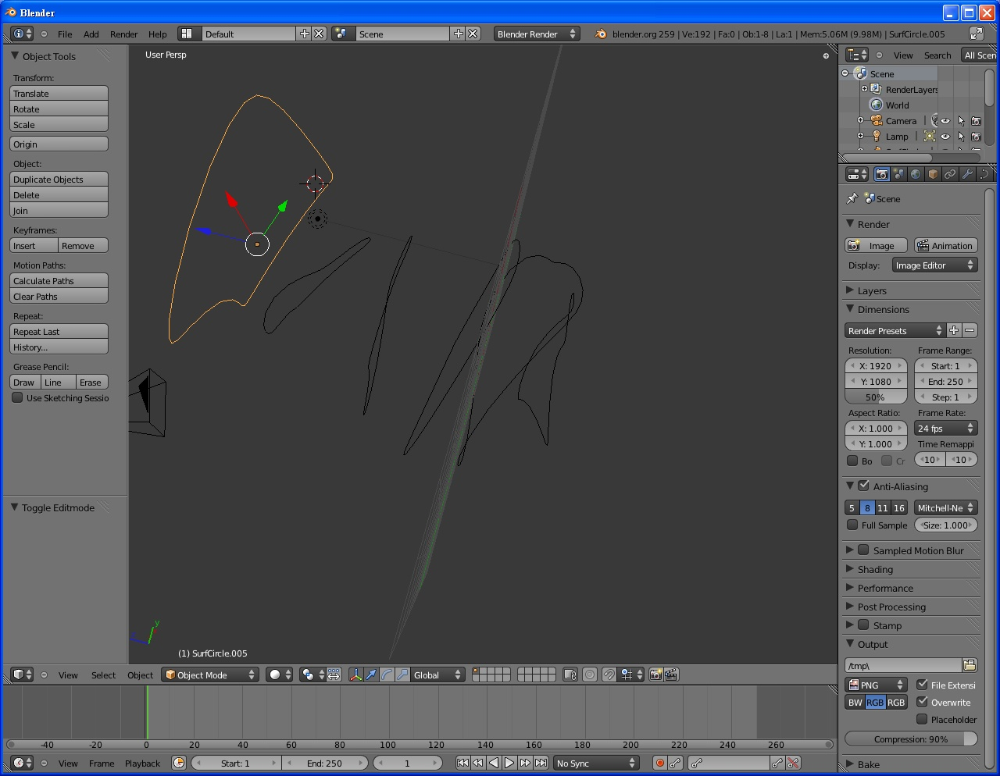 Blender
File Add Render Help Default Scene Blender Render blender.org 259 | Ve:192 | Fa:0 | Ob:1-8 | La:1 | Mem:5.06M (9.98M) | SurfCircle.005
Object Tools
Transform:
Translate
Rotate
Scale
Origin
Object:
Duplicate Objects
Delete
Join
Keyframes:
Insert Remove
Motion Paths:
Calculate Paths
Clear Paths
Repeat:
Repeat Last
History...
Grease Pencil:
Draw Line Erase
Use Sketching Sessio
Toggle Editmode
User Persp
y
(1) SurfCircle.005
View Select Object Object Mode Global
-40 -20 0 20 40 60 80 100 120 140 160 180 200 220 240 260
View Frame Playback Start: 1 End: 250 1 No Sync
View Search All Scen
Scene
RenderLayers
World
Camera
Lamp
Scene
Render
Image Animation
Display: Image Editor
Layers
Dimensions
Render Presets
Resolution: Frame Range:
X: 1920 Start: 1
Y: 1080 End: 250
50% Step: 1
Aspect Ratio: Frame Rate:
X: 1.000 24 fps
Y: 1.000 Time Remappi
Bo Cr 10 10
Anti-Aliasing
5 8 11 16 Mitchell-Ne
Full Sample Size: 1.000
Sampled Motion Blur
Shading
Performance
Post Processing
Stamp
Output
/tmp\
PNG File Extensi
BW RGB RGB Overwrite
Placeholder
Compression: 90%
Bake